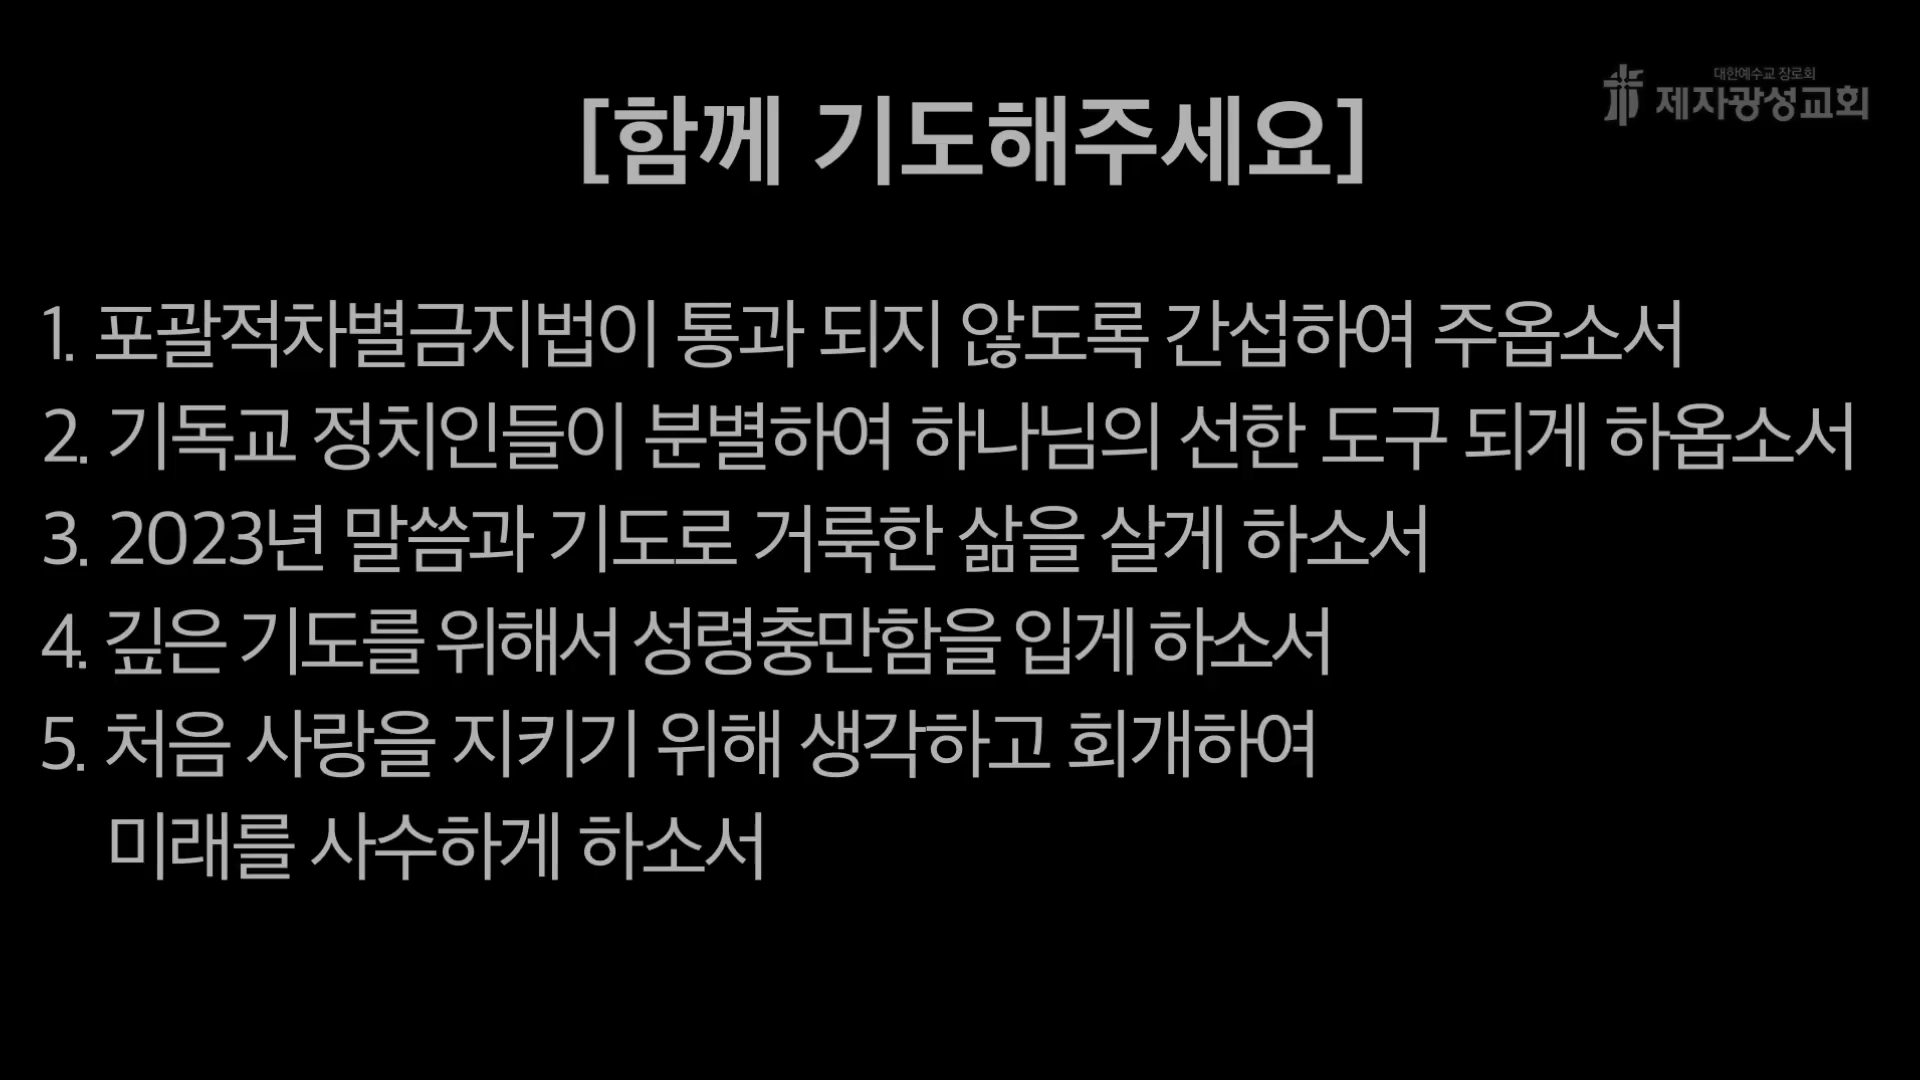 대한예수교 장로회
제자광성교회
[함께 기도해주세요]
1. 포괄적차별금지법이 통과 되지 않도록 간섭하여 주옵소서
2. 기독교 정치인들이 분별하여 하나님의 선한 도구 되게 하옵소서
3. 2023년 말씀과 기도로 거룩한 삶을 살게 하소서
4. 깊은 기도를 위해서 성령충만함을 입게 하소서
5. 처음 사랑을 지키기 위해 생각하고 회개하여
미래를 사수하게 하소서